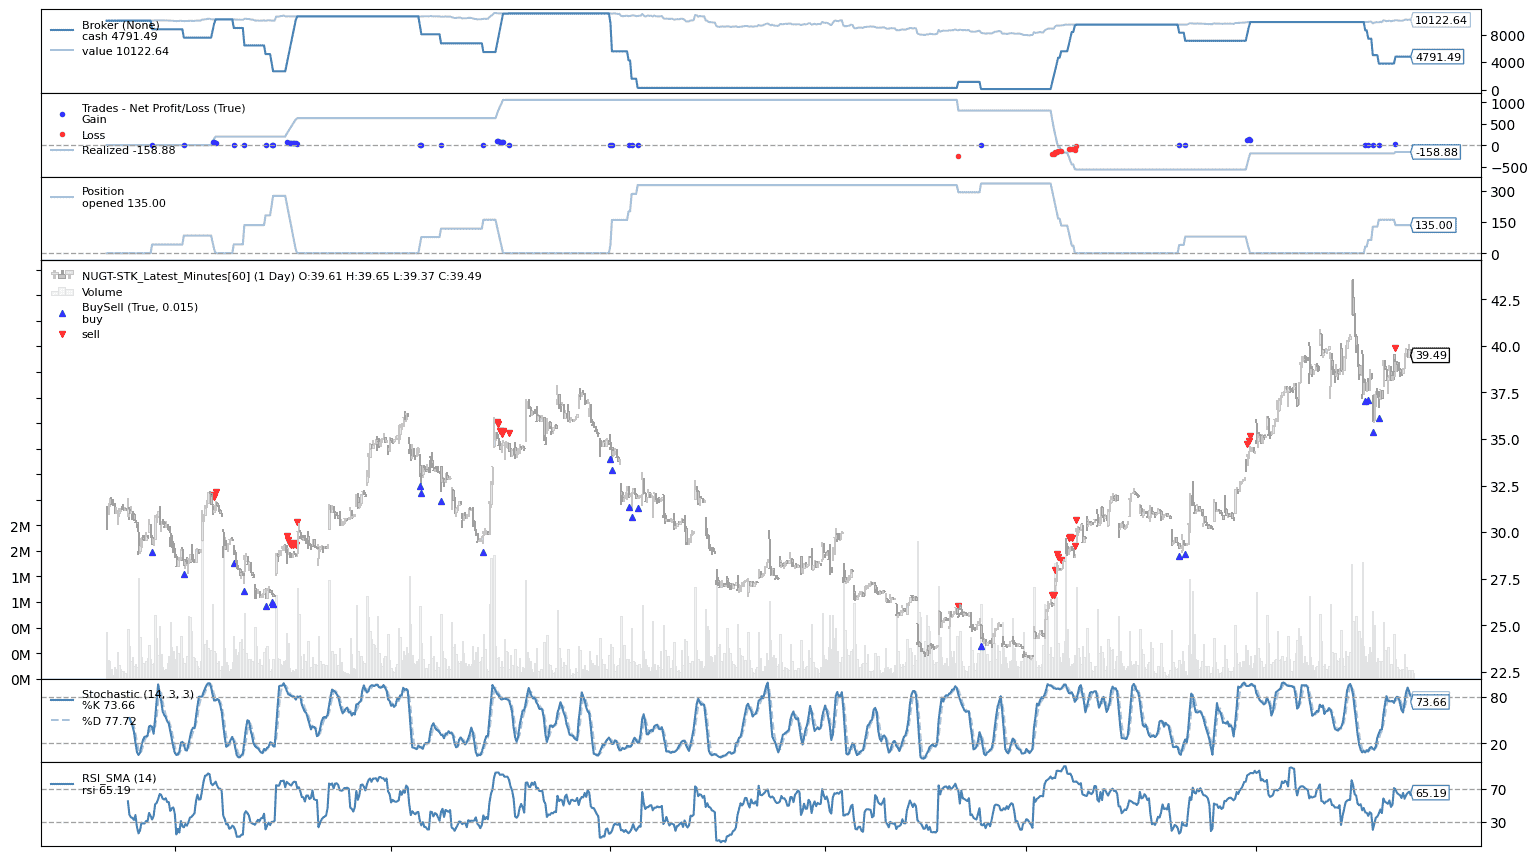 Broker (None)
cash 4791.49
value 10122.64
10122.64
8000
4791.49
4000
0
Trades - Net Profit/Loss (True)
Gain
Loss
Realized -158.88
1000
500
0
-158.88
−500
Position
opened 135.00
300
150
135.00
0
NUGT-STK_Latest_Minutes[60] (1 Day) O:39.61 H:39.65 L:39.37 C:39.49
Volume
BuySell (True, 0.015)
buy
sell
42.5
40.0
39.49
37.5
35.0
32.5
30.0
27.5
25.0
22.5
2M
2M
1M
1M
0M
0M
0M
Stochastic (14, 3, 3)
%K 73.66
%D 77.72
80
73.66
20
RSI_SMA (14)
rsi 65.19
70
65.19
30